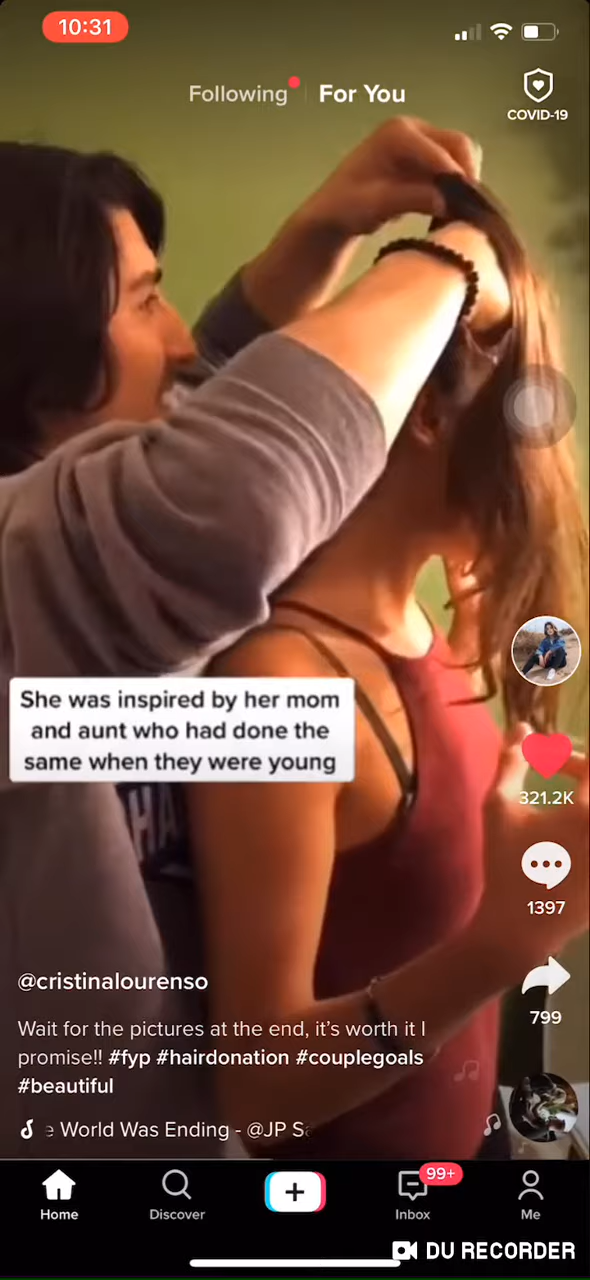 10:31
Following For You
COVID-19
She was inspired by her mom
and aunt who had done the
same when they were young
321.2K
1397
799
@cristinalourenso
Wait for the pictures at the end, it's worth it I
promise!! #fyp #hairdonation #couplegoals
#beautiful
World Was Ending - @JP
99+
Home Discover Inbox Me
DU RECORDER